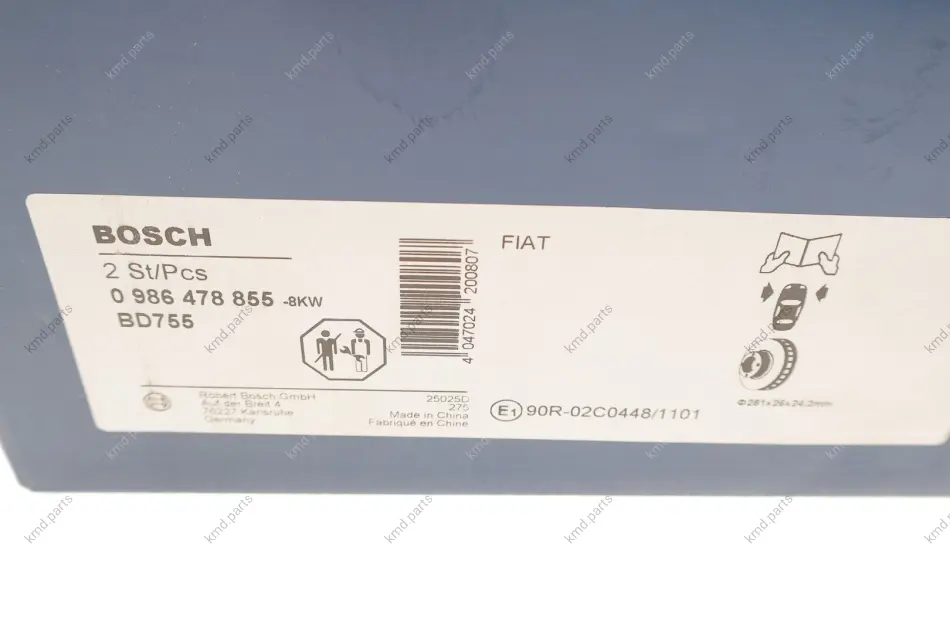 BOSCH
2 St/Pcs
0 986 478 855 -8KW
BD755
4 047024 200807
FIAT
Robert Bosch GmbH
Auf der Breit 4
76227 Karlsruhe
Germany
25025D
275
Made in China
Fabriqué en Chine
E1 90R-02C0448/1101
Φ281x26x24,2mm
kmd.parts